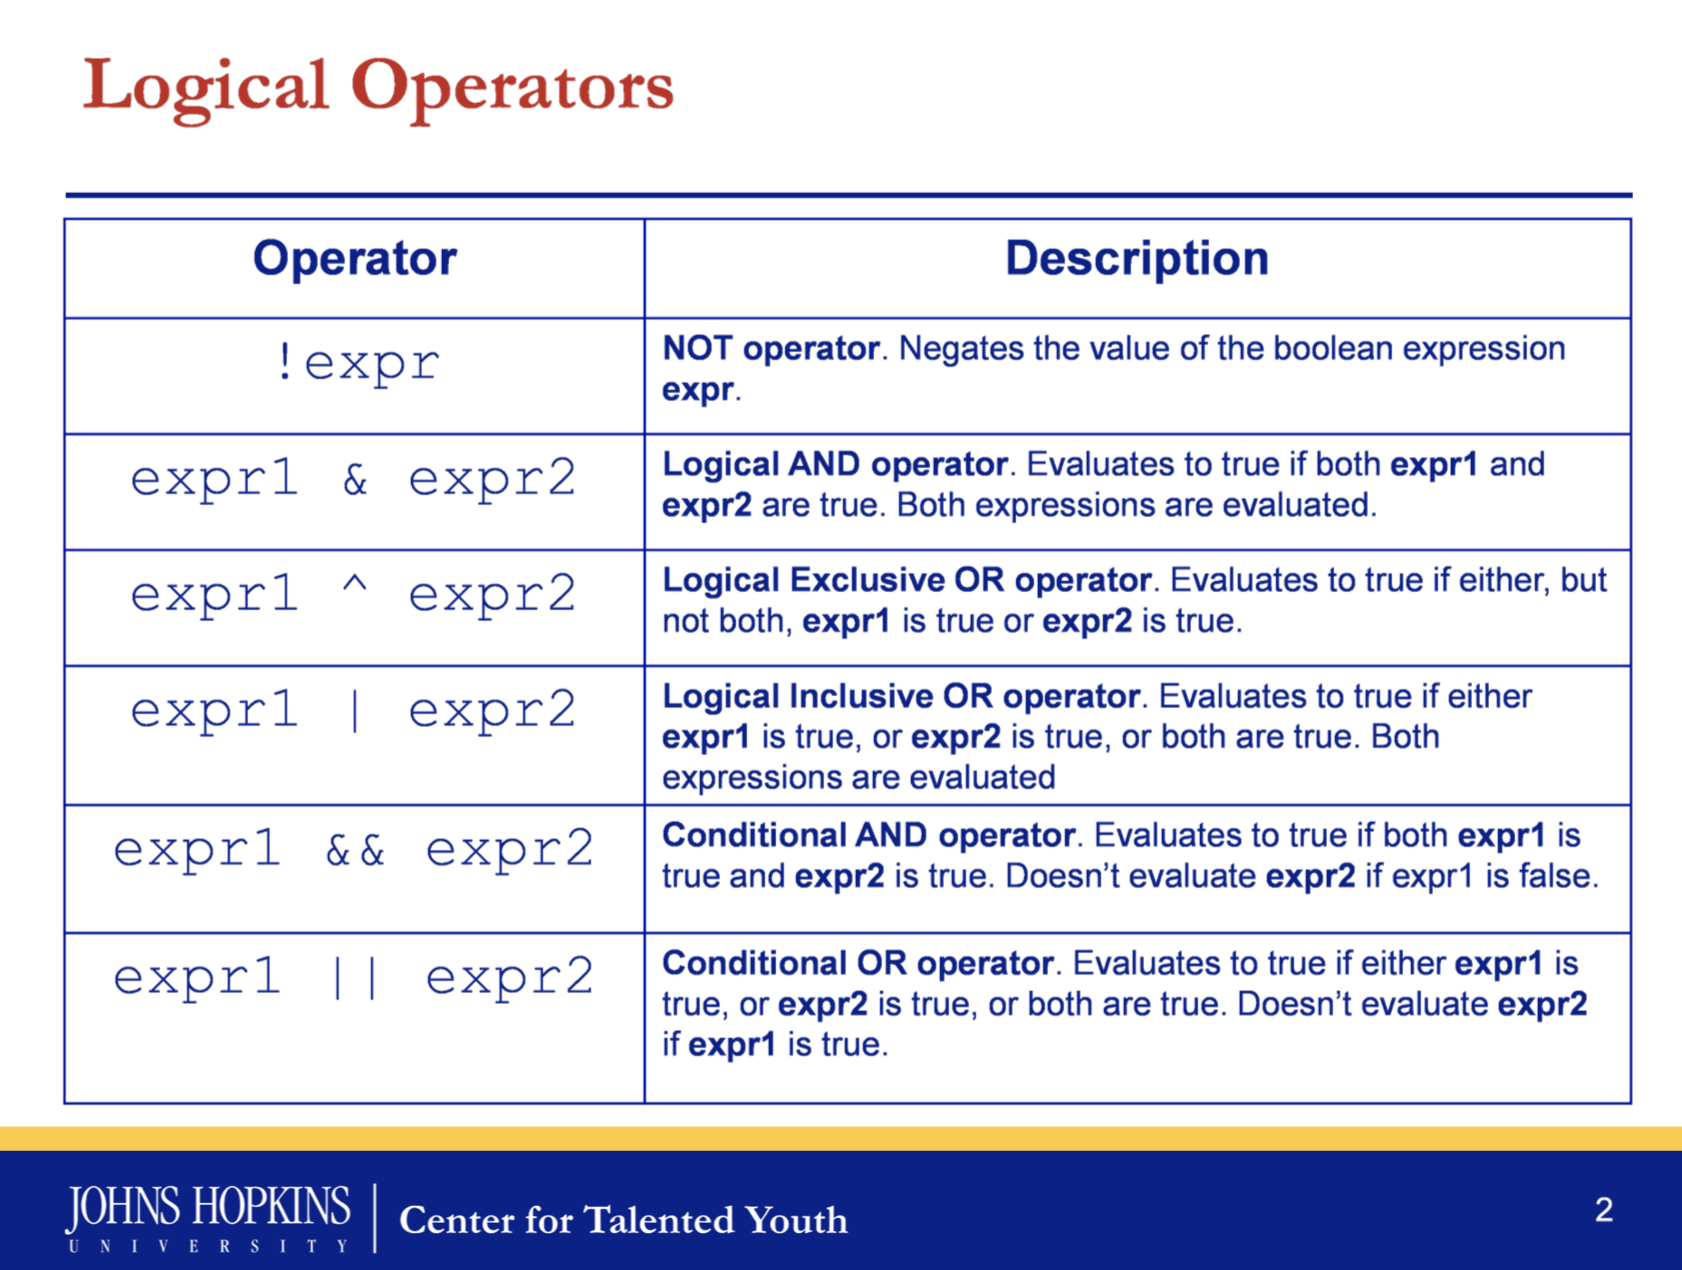 Logical Operators
Operator
Description
!expr
NOT operator. Negates the value of the boolean expression
expr.
expr1 & expr2
Logical AND operator. Evaluates to true if both expr1 and
expr2 are true. Both expressions are evaluated.
expr1 ^ expr2
Logical Exclusive OR operator. Evaluates to true if either, but
not both, expr1 is true or expr2 is true.
expr1 | expr2
Logical Inclusive OR operator. Evaluates to true if either
expr1 is true, or expr2 is true, or both are true. Both
expressions are evaluated
expr1 && expr2
Conditional AND operator. Evaluates to true if both expr1 is
true and expr2 is true. Doesn’t evaluate expr2 if expr1 is false.
expr1 || expr2
Conditional OR operator. Evaluates to true if either expr1 is
true, or expr2 is true, or both are true. Doesn’t evaluate expr2
if expr1 is true.
JOHNS HOPKINS
UNIVERSITY
Center for Talented Youth
2